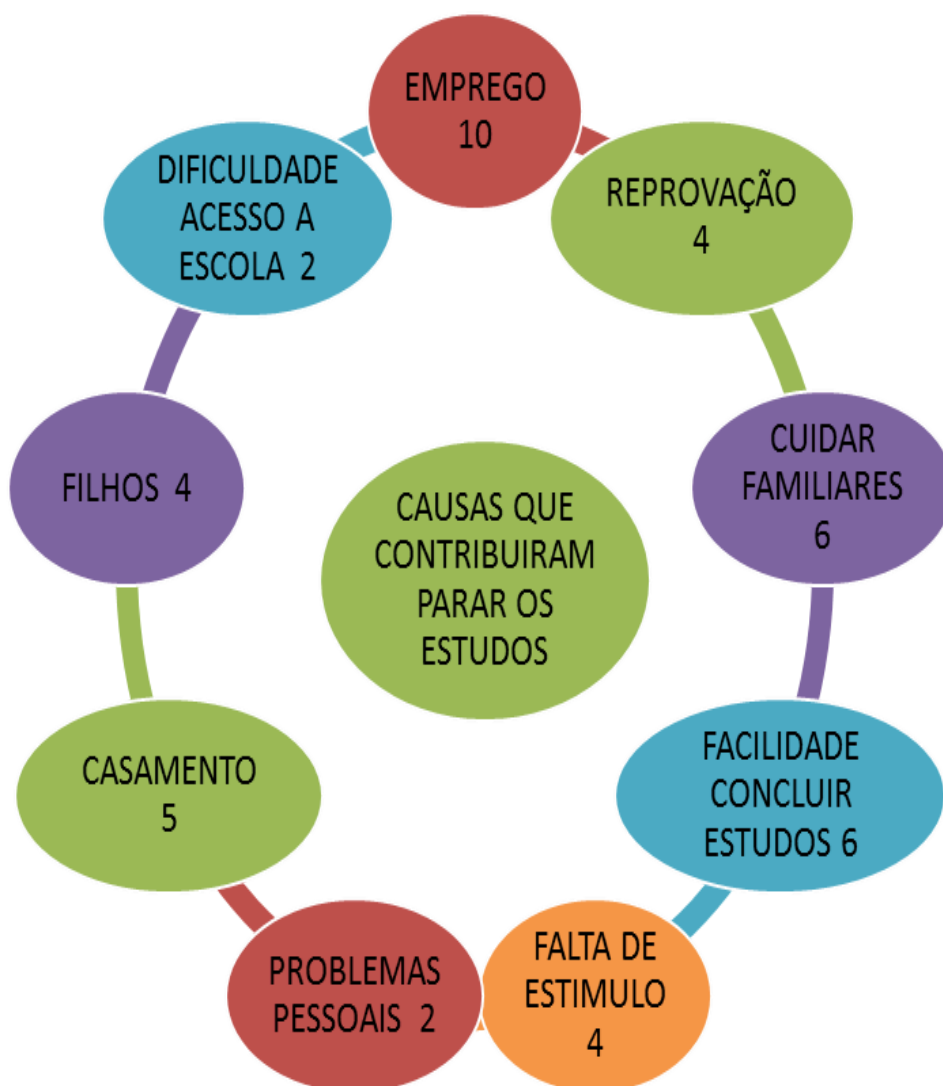 EMPREGO
10
REPROVAÇÃO
4
CUIDAR
FAMILIARES
6
FACILIDADE
CONCLUIR
ESTUDOS 6
FALTA DE
ESTIMULO
4
PROBLEMAS
PESSOAIS 2
CASAMENTO
5
FILHOS 4
DIFICULDADE
ACESSO A
ESCOLA 2
CAUSAS QUE
CONTRIBUIRAM
PARAR OS
ESTUDOS